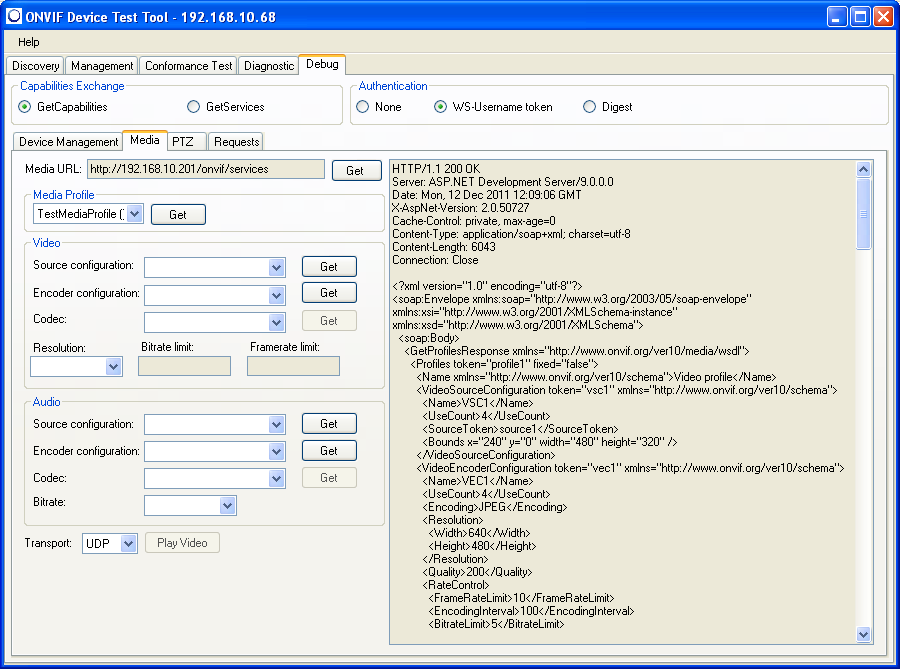 ONVIF Device Test Tool - 192.168.10.68
Help
Discovery Management Conformance Test Diagnostic Debug
Capabilities Exchange
GetCapabilities GetServices
Authentication
None WS-Username token Digest
Device Management Media PTZ Requests
Media URL: http://192.168.10.201/onvif/services Get
Media Profile
TestMediaProfile ( Get
Video
Source configuration: Get
Encoder configuration: Get
Codec: Get
Resolution: Bitrate limit: Framerate limit:
Audio
Source configuration: Get
Encoder configuration: Get
Codec: Get
Bitrate:
Transport: UDP Play Video
HTTP/1.1 200 OK
Server: ASP.NET Development Server/9.0.0.0
Date: Mon, 12 Dec 2011 12:09:06 GMT
X-AspNet-Version: 2.0.50727
Cache-Control: private, max-age=0
Content-Type: application/soap+xml; charset=utf-8
Content-Length: 6043
Connection: Close
<?xml version="1.0" encoding="utf-8"?>
<soap:Envelope xmlns:soap="http://www.w3.org/2003/05/soap-envelope"
xmlns:xsi="http://www.w3.org/2001/XMLSchema-instance"
xmlns:xsd="http://www.w3.org/2001/XMLSchema">
<soap:Body>
<GetProfilesResponse xmlns="http://www.onvif.org/ver10/media/wsdl">
<Profiles token="profile1" fixed="false">
<Name xmlns="http://www.onvif.org/ver10/schema">Video profile</Name>
<VideoSourceConfiguration token="vsc1" xmlns="http://www.onvif.org/ver10/schema">
<Name>VSC1</Name>
<UseCount>4</UseCount>
<SourceToken>source1</SourceToken>
<Bounds x="240" y="0" width="480" height="320" />
</VideoSourceConfiguration>
<VideoEncoderConfiguration token="vec1" xmlns="http://www.onvif.org/ver10/schema">
<Name>VEC1</Name>
<UseCount>4</UseCount>
<Encoding>JPEG</Encoding>
<Resolution>
<Width>640</Width>
<Height>480</Height>
</Resolution>
<Quality>200</Quality>
<RateControl>
<FrameRateLimit>10</FrameRateLimit>
<EncodingInterval>100</EncodingInterval>
<BitrateLimit>5</BitrateLimit>